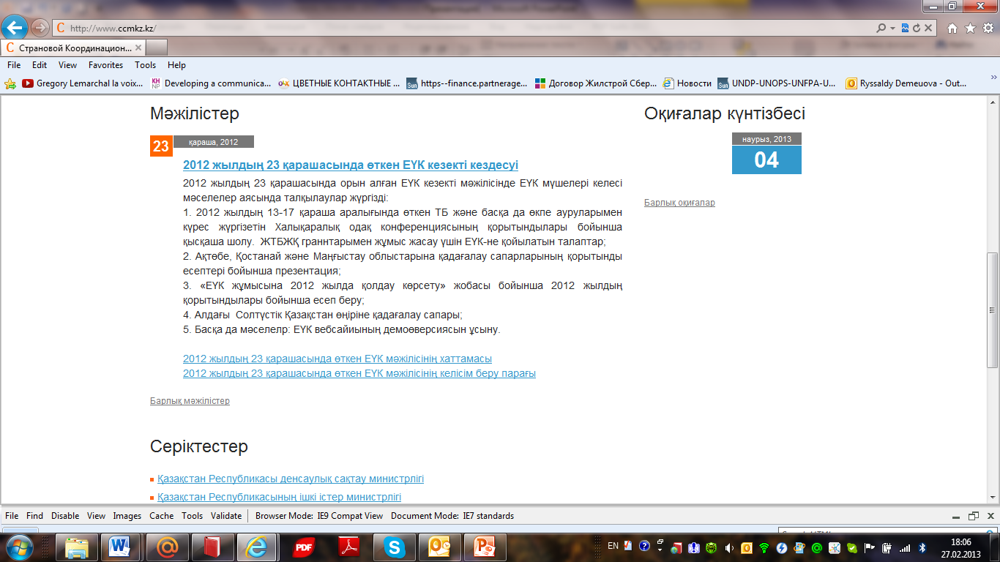 http://www.ccmkz.kz/
Страновой Координацион...
File Edit View Favorites Tools Help
Gregory Lemarchal la voix... Developing a communica... ЦВЕТНЫЕ КОНТАКТНЫЕ ... https--finance.partnerage... Договор Жилстрой Сбер... Новости UNDP-UNOPS-UNFPA-U... Ryssaldy Demeuova - Out...
Мәжілістер
23 қараша, 2012
2012 жылдың 23 қарашасында өткен ЕҮК кезекті кездесуі
2012 жылдың 23 қарашасында орын алған ЕҮК кезекті мәжілісінде ЕҮК мүшелері келесі
мәселелер аясында талқылаулар жүргізді:
1. 2012 жылдың 13-17 қараша аралығында өткен ТБ және басқа да өкпе ауруларымен
күрес жүргізетін Халықаралық одақ конференциясының қорытындылары бойынша
қысқаша шолу. ЖТБЖҚ граннтарымен жұмыс жасау үшін ЕҮК-не қойылатын талаптар;
2. Ақтөбе, Қостанай және Маңғыстау облыстарына қадағалау сапарларының қорытынды
есептері бойынша презентация;
3. «ЕҮК жұмысына 2012 жылда қолдау көрсету» жобасы бойынша 2012 жылдың
қорытындылары бойынша есеп беру;
4. Алдағы Солтүстік Қазақстан өңіріне қадағалау сапары;
5. Басқа да мәселелр: ЕҮК вебсайиының демоөверсиясын ұсыну.
2012 жылдың 23 қарашасында өткен ЕҮК мәжілісінің хаттамасы
2012 жылдың 23 қарашасында өткен ЕҮК мәжілісінің келісім беру парағы
Барлық мәжілістер
Оқиғалар күнтізбесі
наурыз, 2013
04
Барлық оқиғалар
Серіктестер
Қазақстан Республикасы денсаулық сақтау министрлігі
Қазақстан Республикасының ішкі істер министрлігі
File Find Disable View Images Cache Tools Validate Browser Mode: IE9 Compat View Document Mode: IE7 standards
EN
18:06
27.02.2013